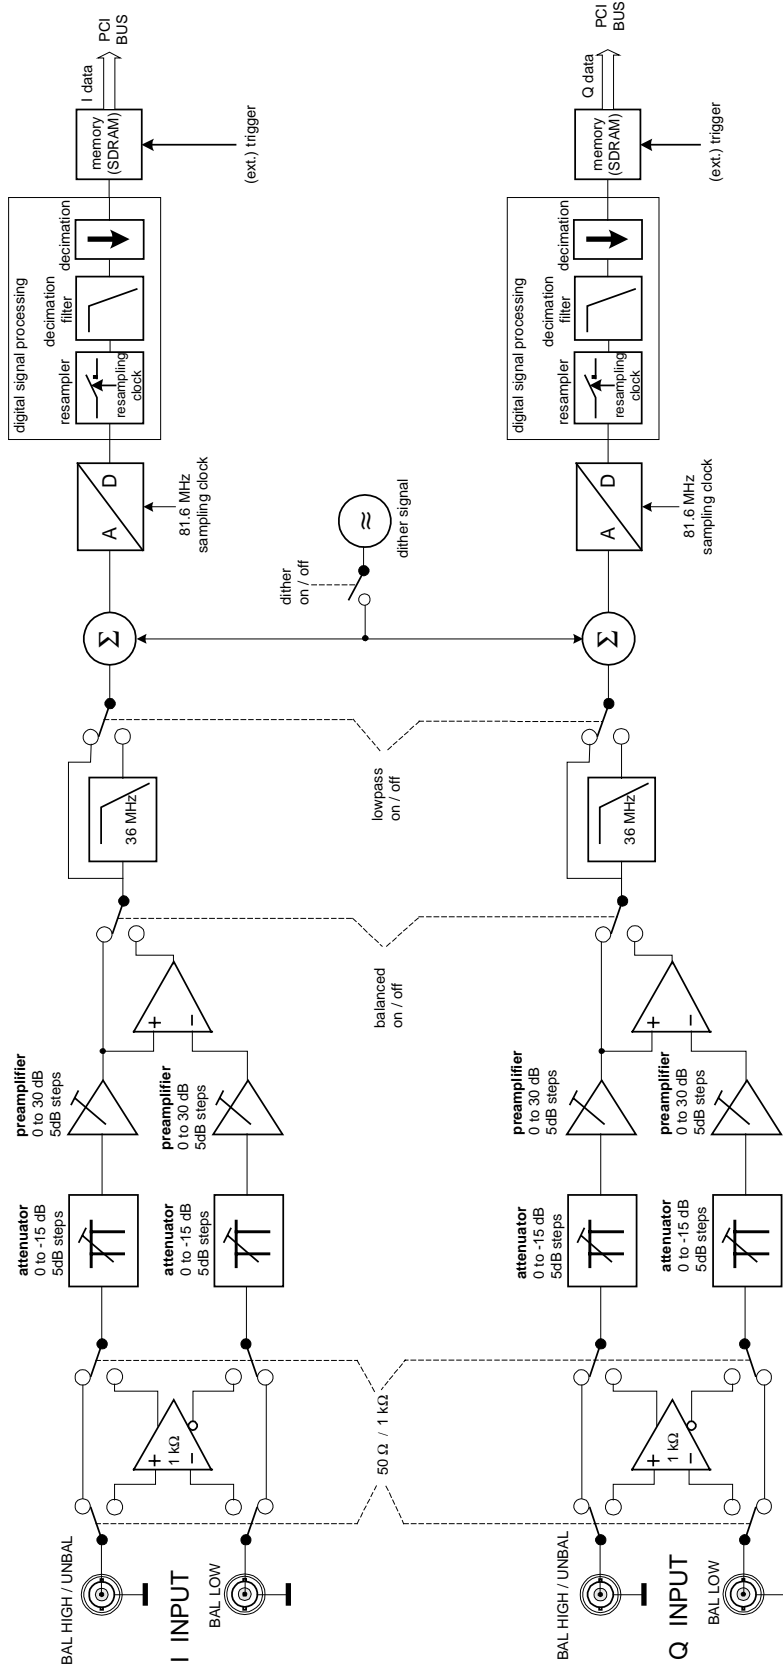 BAL HIGH / UNBAL
I INPUT
BAL LOW
1 kΩ
+
−
50 Ω / 1 kΩ
attenuator
0 to -15 dB
5dB steps
attenuator
0 to -15 dB
5dB steps
preamplifier
0 to 30 dB
5dB steps
preamplifier
0 to 30 dB
5dB steps
+
−
balanced
on / off
36 MHz
lowpass
on / off
Σ
dither
on / off
≈
dither signal
A
D
81.6 MHz
sampling clock
digital signal processing
resampler
resampling
clock
decimation
filter
decimation
memory
(SDRAM)
(ext.) trigger
I data
PCI
BUS
BAL HIGH / UNBAL
Q INPUT
BAL LOW
1 kΩ
+
−
attenuator
0 to -15 dB
5dB steps
attenuator
0 to -15 dB
5dB steps
preamplifier
0 to 30 dB
5dB steps
preamplifier
0 to 30 dB
5dB steps
+
−
36 MHz
Σ
A
D
81.6 MHz
sampling clock
digital signal processing
resampler
resampling
clock
decimation
filter
decimation
memory
(SDRAM)
(ext.) trigger
Q data
PCI
BUS